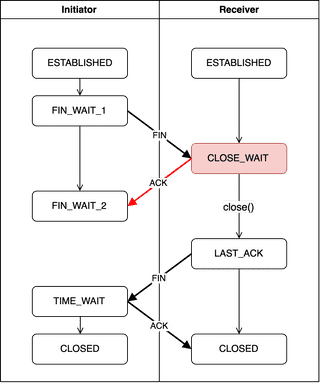 Initiator
Receiver
ESTABLISHED
ESTABLISHED
FIN_WAIT_1
FIN
CLOSE_WAIT
ACK
FIN_WAIT_2
close()
LAST_ACK
FIN
TIME_WAIT
ACK
CLOSED
CLOSED